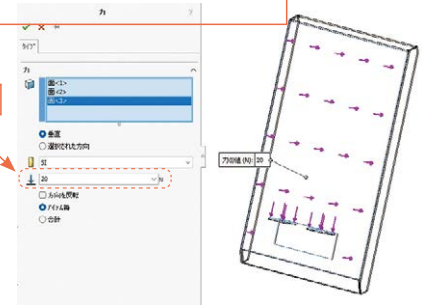 力
タイプ
力
面<1>
面<2>
面<3>
垂直
選択された方向
SI
20 N
力の値 (N): 20
方向を反転
アイテム毎
合計